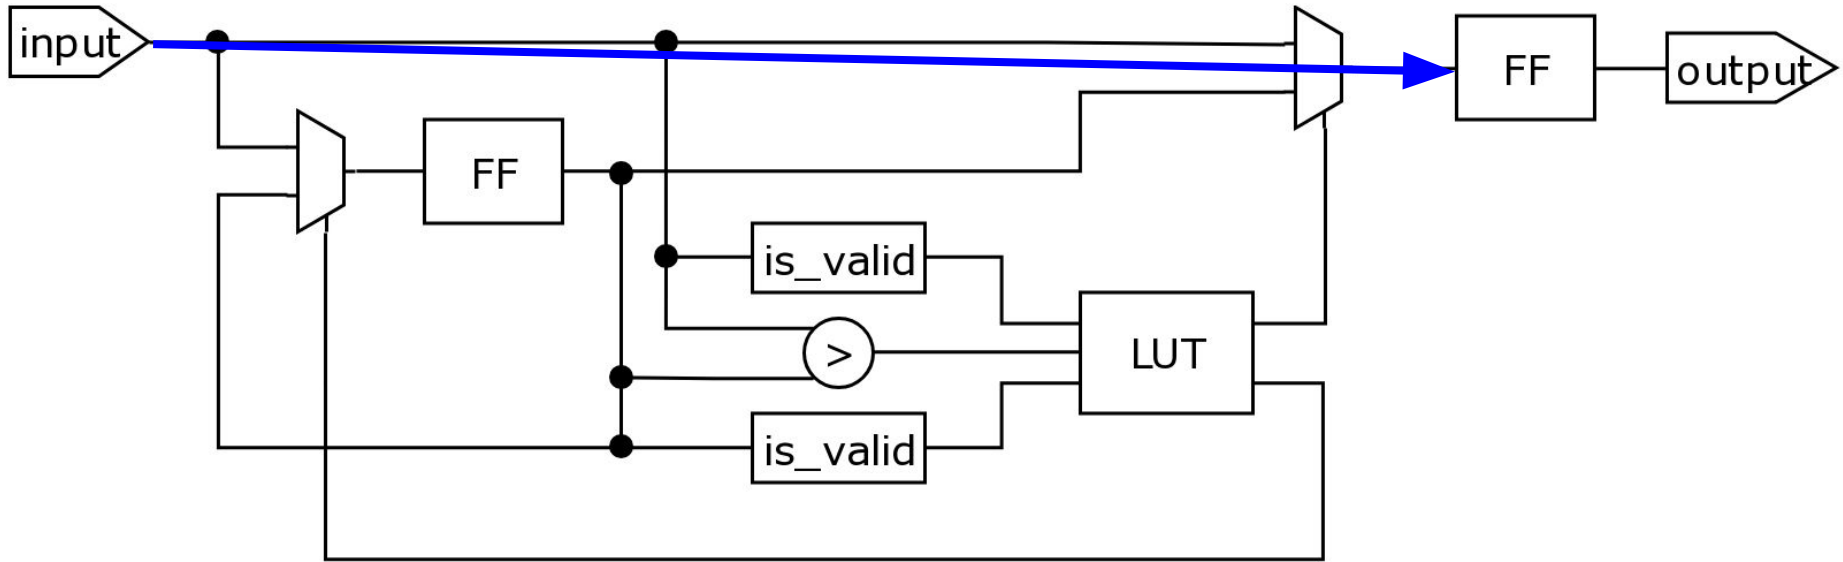 input
FF
output
FF
is_valid
>
LUT
is_valid